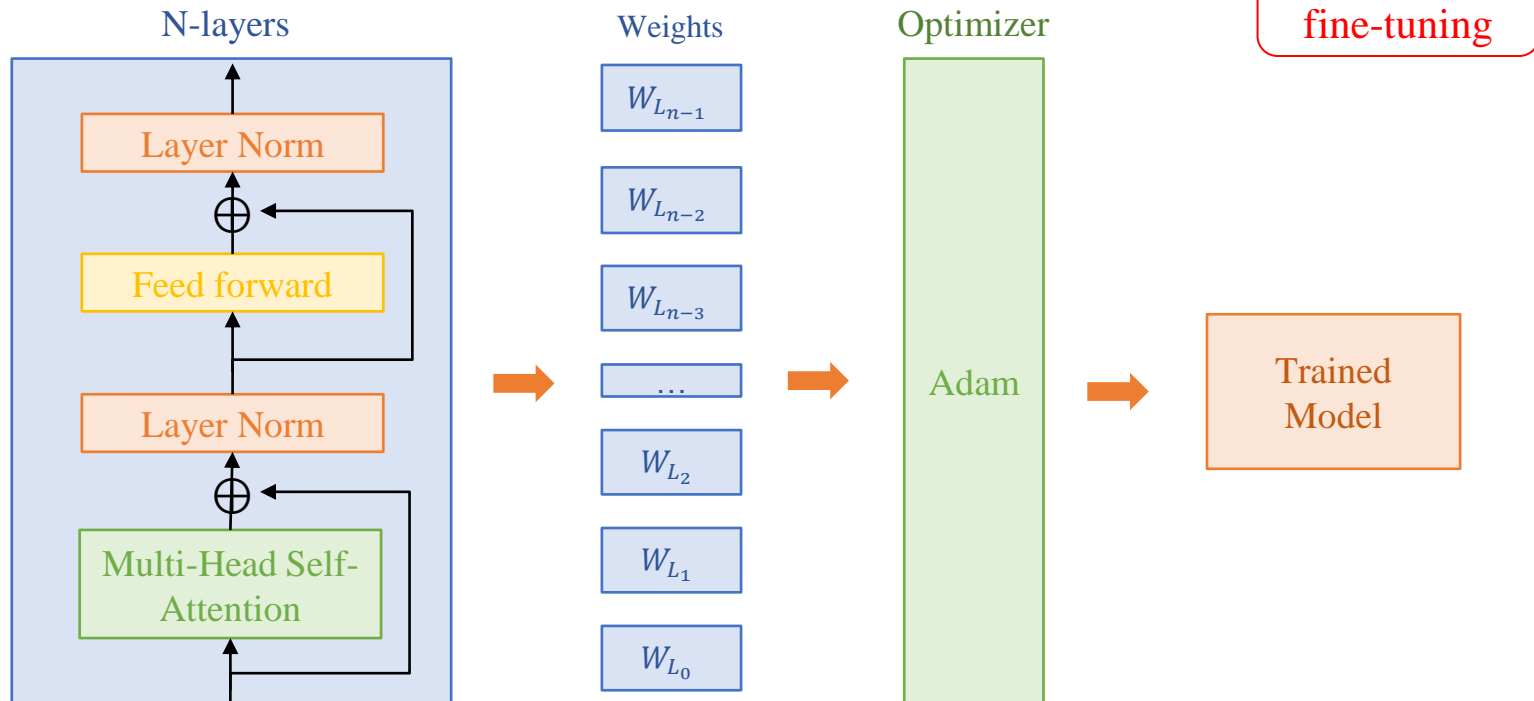 N-layers
Weights
Optimizer
fine-tuning
Layer Norm
Feed forward
Layer Norm
Multi-Head Self-
Attention
$W_{L_{n-1}}$
$W_{L_{n-2}}$
$W_{L_{n-3}}$
...
$W_{L_2}$
$W_{L_1}$
$W_{L_0}$
Adam
Trained
Model